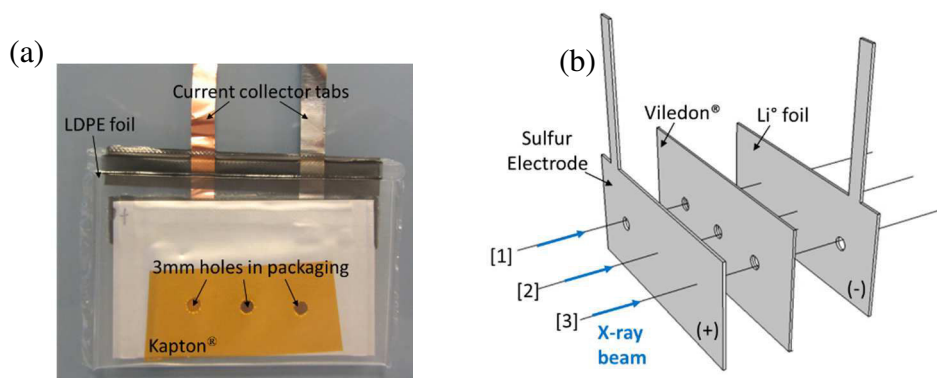 (a)
Current collector tabs
LDPE foil
3mm holes in packaging
Kapton®
(b)
Viledon®
Li° foil
Sulfur
Electrode
[1]
[2]
[3]
X-ray
beam
(+)
(-)